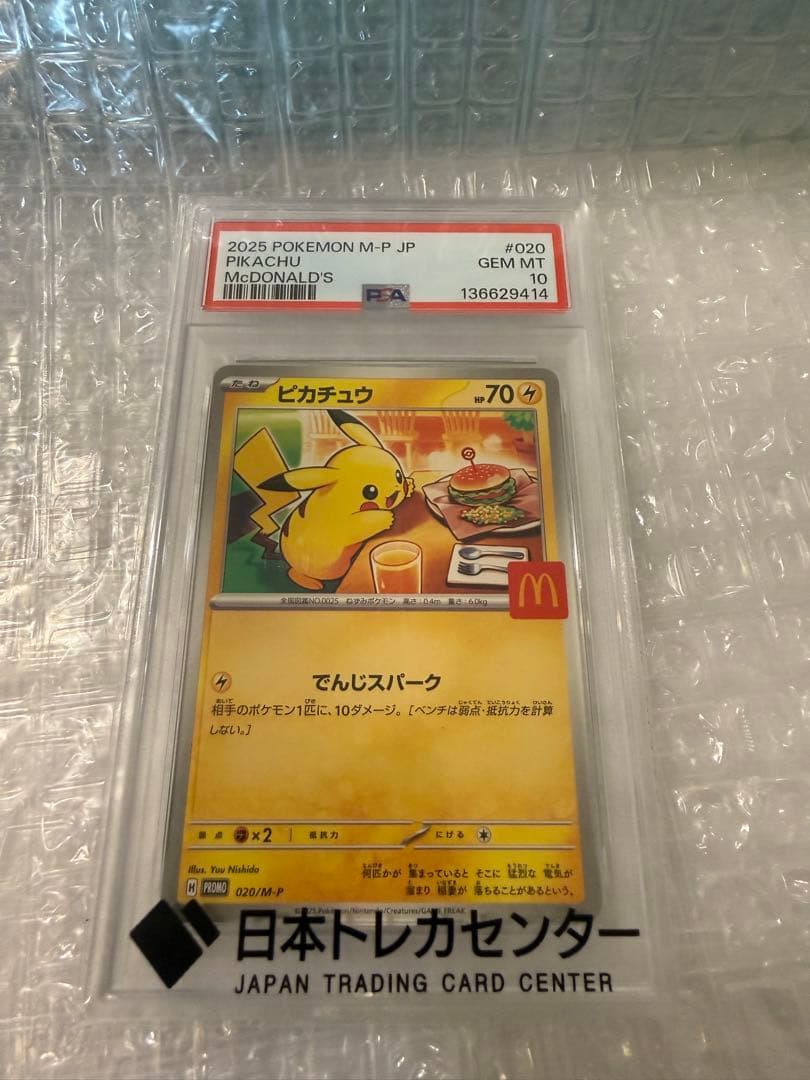 2025 POKEMON M-P JP #020
PIKACHU GEM MT
McDONALD'S 10
PSA 136629414
たね ピカチュウ HP70
全国図鑑NO.0025 ねずみポケモン 高さ:0.4m 重さ:6.0kg
でんじスパーク
相手のポケモン1匹に、10ダメージ。[ベンチは弱点・抵抗力を計算
しない。]
弱点 ×2 抵抗力 にげる
Illus. Yuu Nishida
何匹かが 集まっていると そこに 猛烈な 電気が
H PROMO 020/M-P 溜まり 稲妻が 落ちることがあるという。
©2025 Pokémon/Nintendo/Creatures/GAME FREAK
日本トレカセンター
JAPAN TRADING CARD CENTER